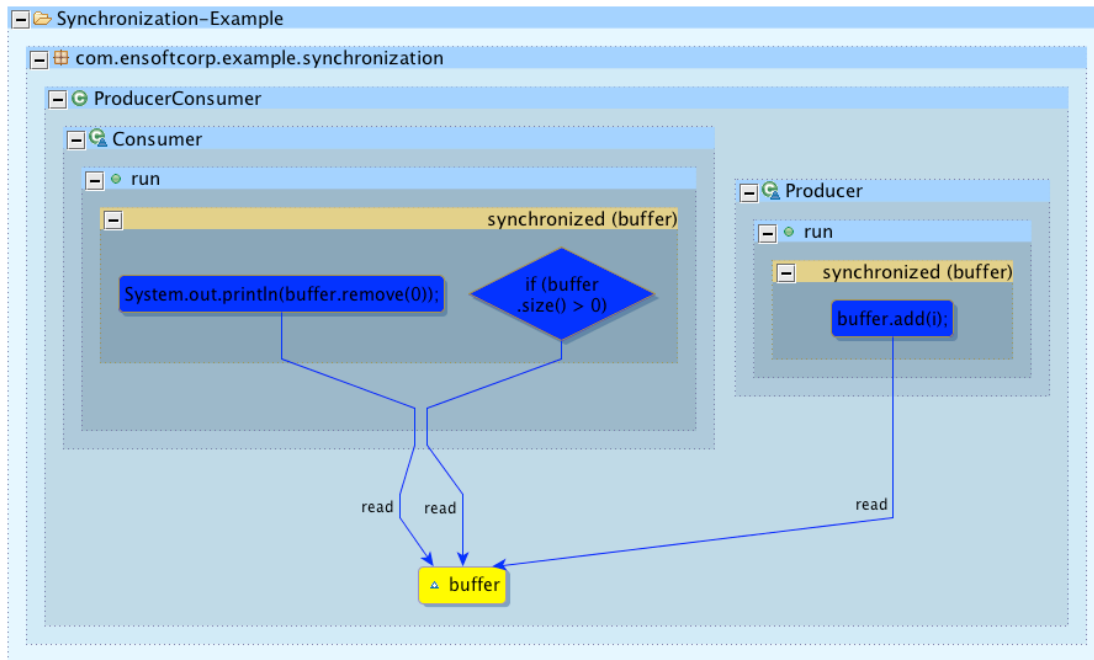 Synchronization-Example
com.ensoftcorp.example.synchronization
ProducerConsumer
Consumer
run
synchronized (buffer)
System.out.println(buffer.remove(0));
if (buffer
.size() > 0)
Producer
run
synchronized (buffer)
buffer.add(i);
read
read
read
buffer